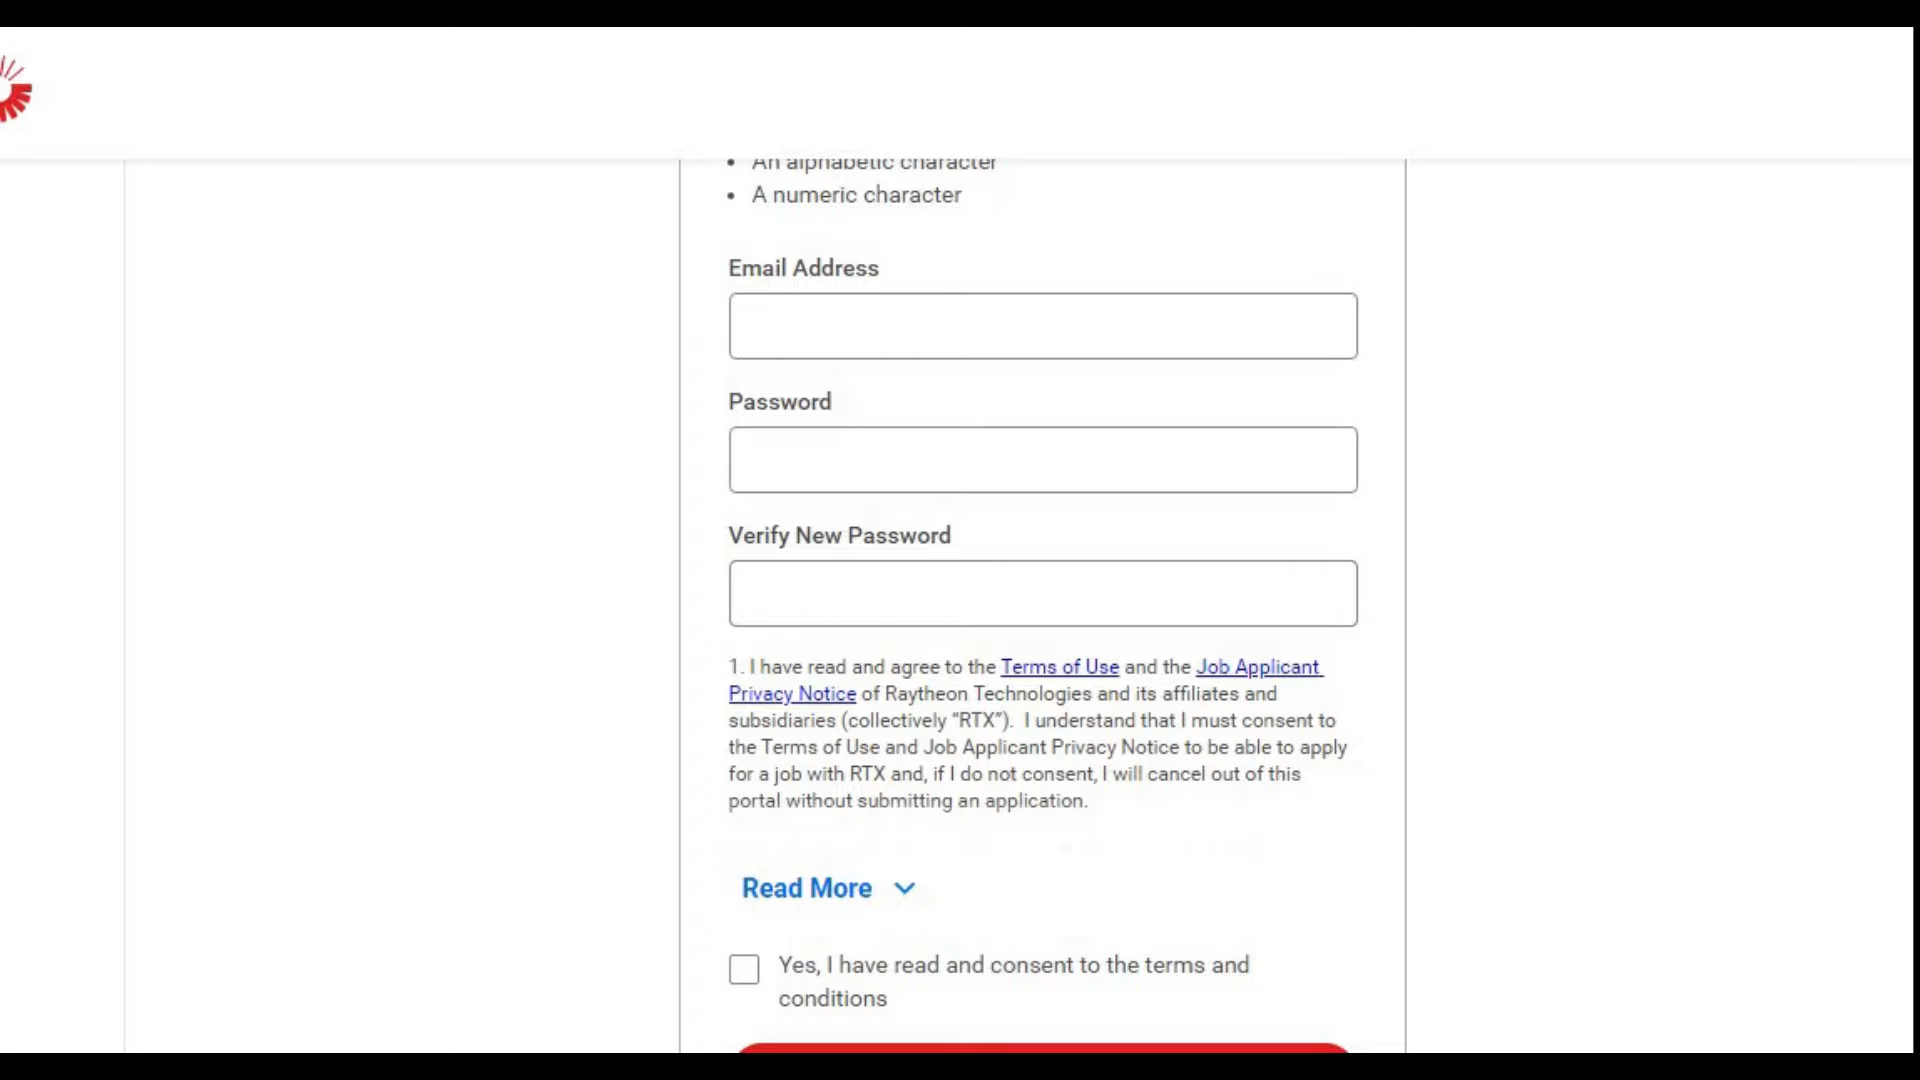 An alphabetic character
A numeric character
Email Address
Password
Verify New Password
1. I have read and agree to the Terms of Use and the Job Applicant
Privacy Notice of Raytheon Technologies and its affiliates and
subsidiaries (collectively “RTX”).  I understand that I must consent to
the Terms of Use and Job Applicant Privacy Notice to be able to apply
for a job with RTX and, if I do not consent, I will cancel out of this
portal without submitting an application.
Read More
Yes, I have read and consent to the terms and
conditions